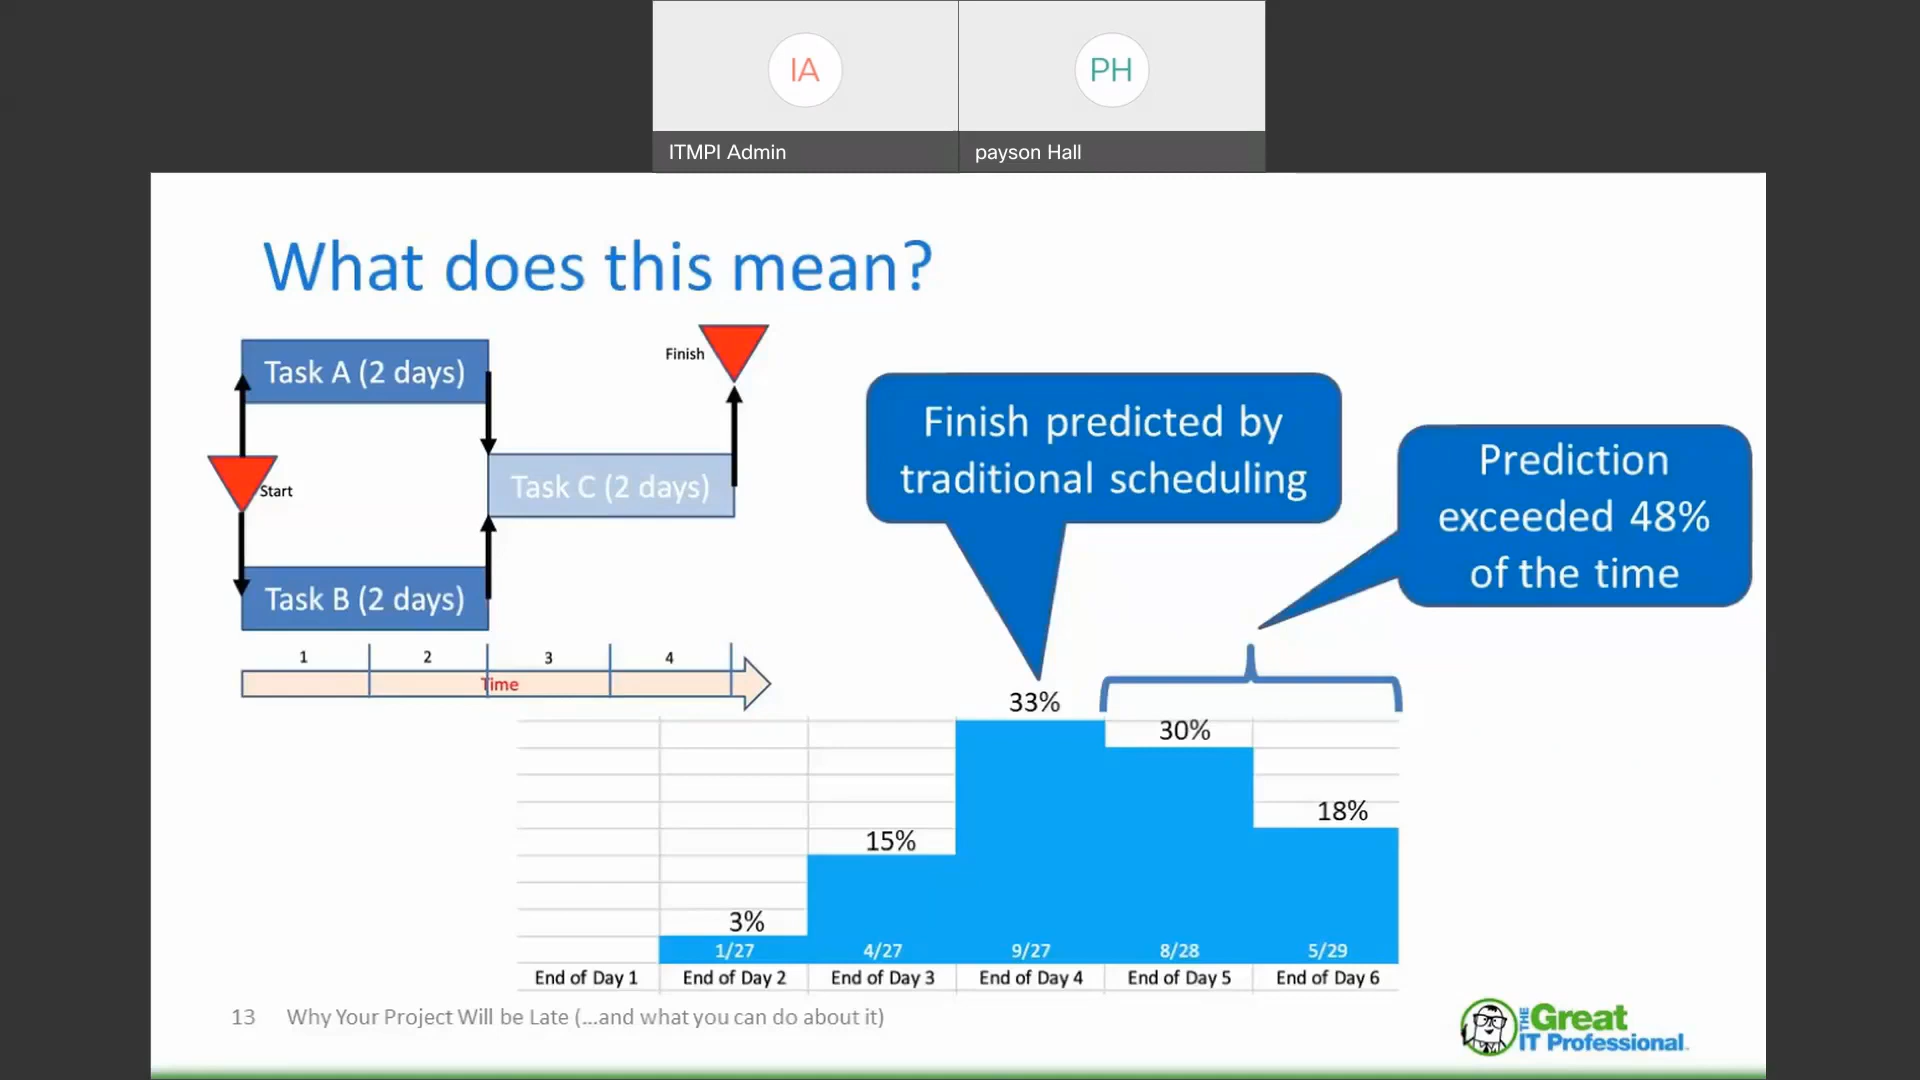 IA
PH
ITMPI Admin
payson Hall
What does this mean?
Task A (2 days)
Finish
Start
Task C (2 days)
Task B (2 days)
1 2 3 4
Time
Finish predicted by
traditional scheduling
Prediction
exceeded 48%
of the time
33%
30%
18%
15%
3%
1/27 4/27 9/27 8/28 5/29
End of Day 1 End of Day 2 End of Day 3 End of Day 4 End of Day 5 End of Day 6
13 Why Your Project Will be Late (...and what you can do about it)
THE Great
IT Professional